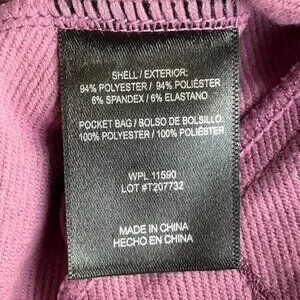 SHELL / EXTERIOR:
94% POLYESTER / 94% POLIÉSTER
6% SPANDEX / 6% ELASTANO
POCKET BAG / BOLSO DE BOLSILLO:
100% POLYESTER / 100% POLIÉSTER
WPL 11590
LOT #T207732
MADE IN CHINA
HECHO EN CHINA